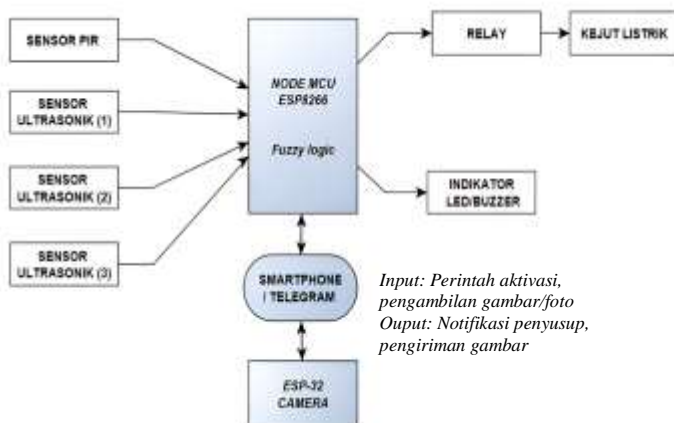 SENSOR PIR
SENSOR
ULTRASONIK (1)
SENSOR
ULTRASONIK (2)
SENSOR
ULTRASONIK (3)
NODE MCU
ESP8266
Fuzzy logic
RELAY
KEJUT LISTRIK
INDIKATOR
LED/BUZZER
SMARTPHONE
/ TELEGRAM
Input: Perintah aktivasi,
pengambilan gambar/foto
Ouput: Notifikasi penyusup,
pengiriman gambar
ESP-32
CAMERA